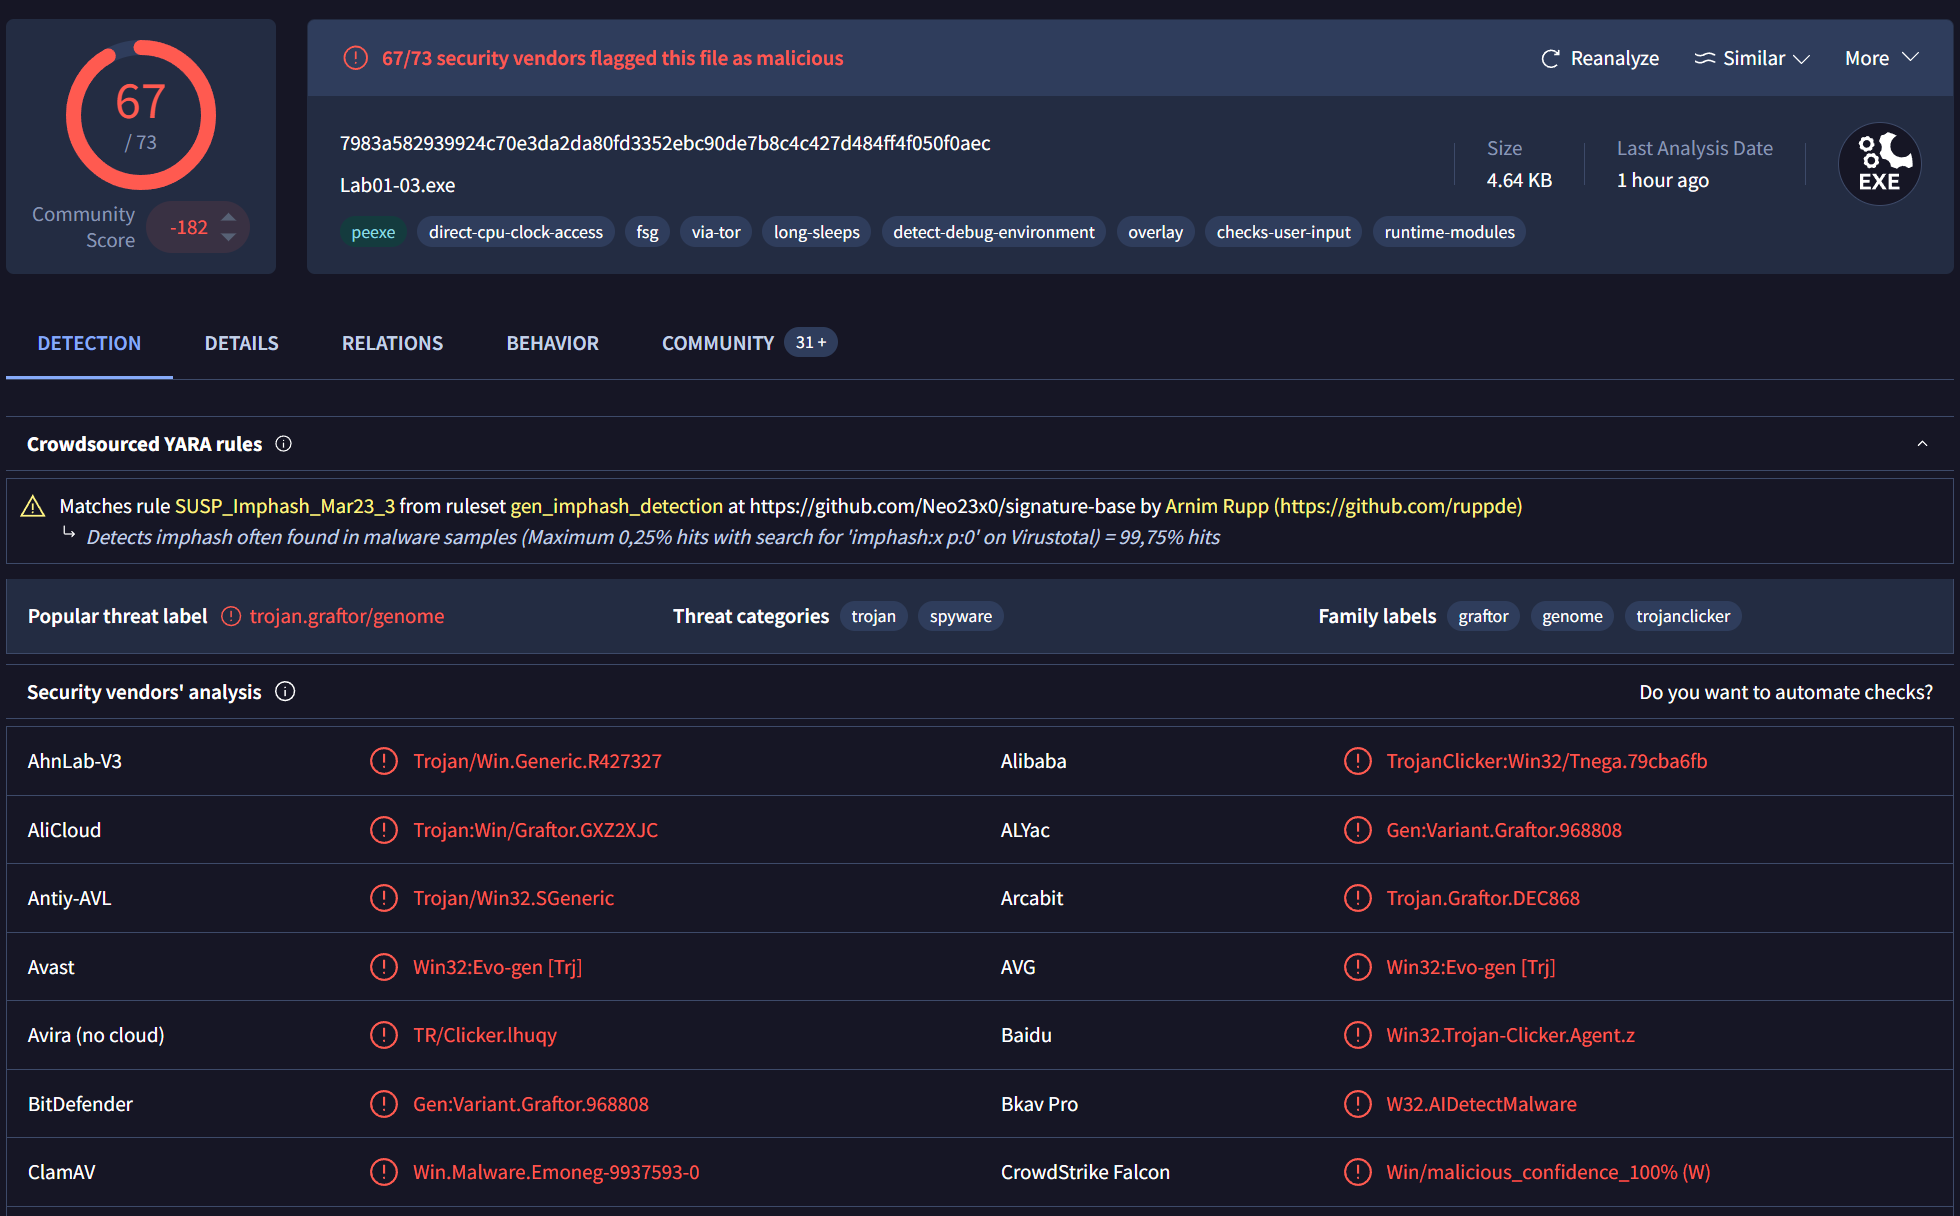 67
/ 73
Community Score
-182
67/73 security vendors flagged this file as malicious
Reanalyze
Similar
More
7983a582939924c70e3da2da80fd3352ebc90de7b8c4c427d484ff4f050f0aec
Lab01-03.exe
Size
4.64 KB
Last Analysis Date
1 hour ago
EXE
peexe direct-cpu-clock-access fsg via-tor long-sleeps detect-debug-environment overlay checks-user-input runtime-modules
DETECTION DETAILS RELATIONS BEHAVIOR COMMUNITY 31 +
Crowdsourced YARA rules
Matches rule SUSP_Imphash_Mar23_3 from ruleset gen_imphash_detection at https://github.com/Neo23x0/signature-base by Arnim Rupp (https://github.com/ruppde)
Detects imphash often found in malware samples (Maximum 0,25% hits with search for 'imphash:x p:0' on Virustotal) = 99,75% hits
Popular threat label trojan.graftor/genome Threat categories trojan spyware Family labels graftor genome trojanclicker
Security vendors' analysis Do you want to automate checks?
AhnLab-V3 Trojan/Win.Generic.R427327 Alibaba TrojanClicker:Win32/Tnega.79cba6fb
AliCloud Trojan:Win/Graftor.GXZ2XJC ALYac Gen:Variant.Graftor.968808
Antiy-AVL Trojan/Win32.SGeneric Arcabit Trojan.Graftor.DEC868
Avast Win32:Evo-gen [Trj] AVG Win32:Evo-gen [Trj]
Avira (no cloud) TR/Clicker.lhuqy Baidu Win32.Trojan-Clicker.Agent.z
BitDefender Gen:Variant.Graftor.968808 Bkav Pro W32.AIDetectMalware
ClamAV Win.Malware.Emoneg-9937593-0 CrowdStrike Falcon Win/malicious_confidence_100% (W)